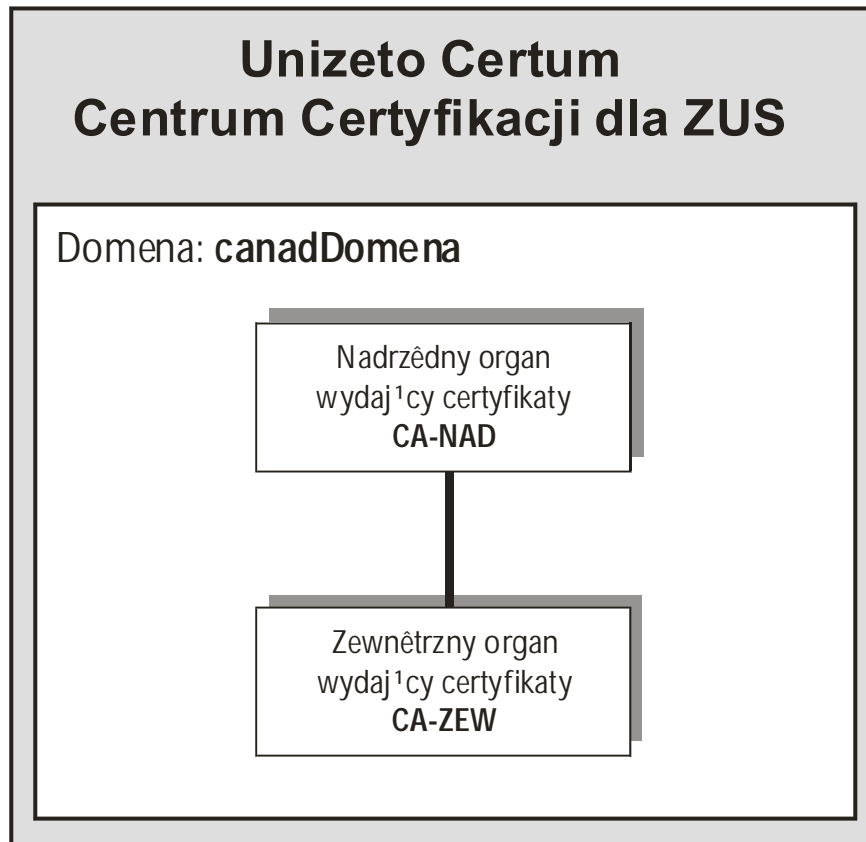 Unizeto Certum
Centrum Certyfikacji dla ZUS
Domena: canadDomena
Nadrzêdny organ
wydaj¹cy certyfikaty
CA-NAD
Zewnêtrzny organ
wydaj¹cy certyfikaty
CA-ZEW